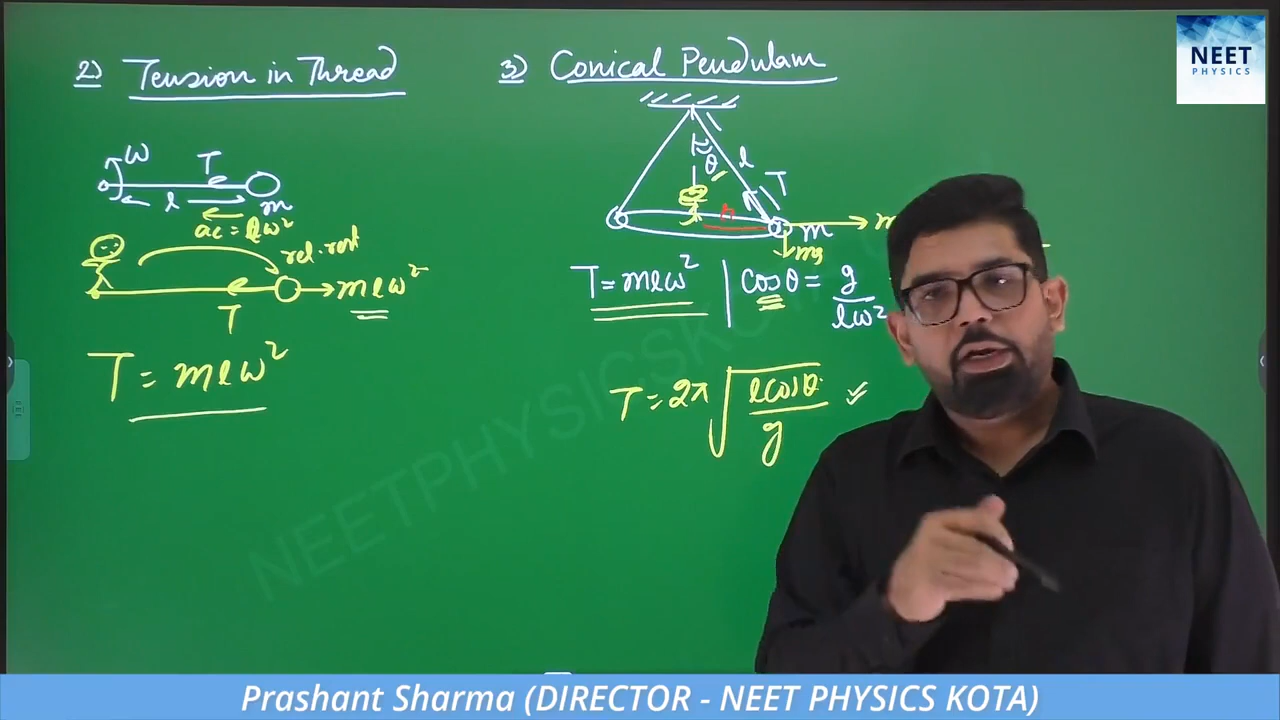 2) Tension in Thread
ω
T
l
m
ac = lω²
rel. rest
mlω²
T
T = mlω²
3) Conical Pendulam
θ
l
T
r
m
m
mg
T = mlω² | cosθ = g/lω²
T = 2π √(lcosθ/g)
NEET
PHYSICS
NEETPHYSICSKOTA
Prashant Sharma (DIRECTOR - NEET PHYSICS KOTA)